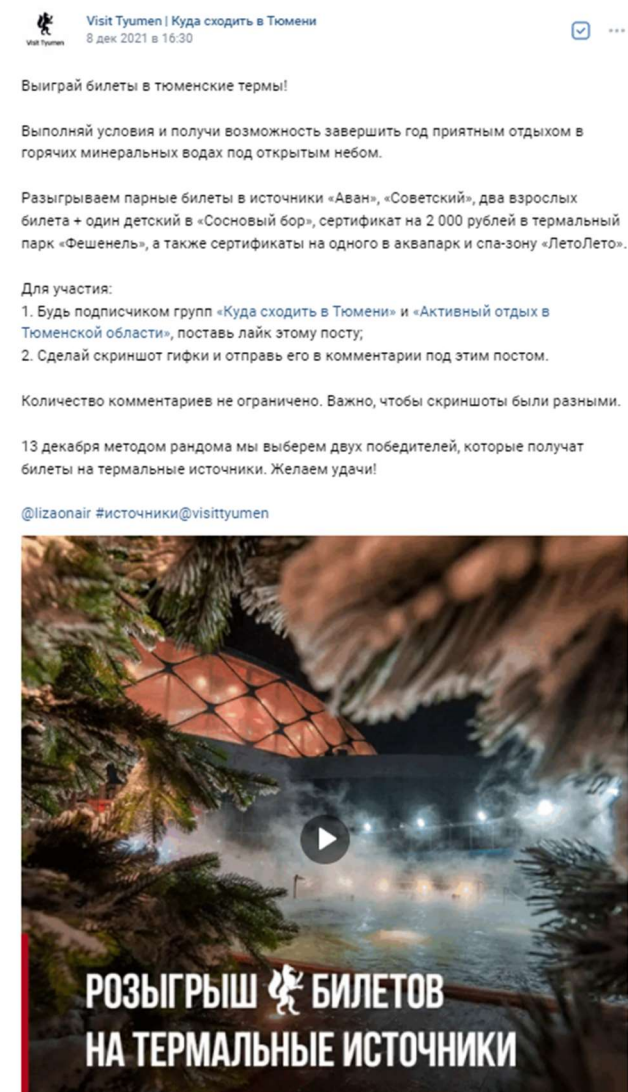 Visit Tyumen | Куда сходить в Тюмени
Visit Tyumen
8 дек 2021 в 16:30
Выиграй билеты в тюменские термы!
Выполняй условия и получи возможность завершить год приятным отдыхом в
горячих минеральных водах под открытым небом.
Разыгрываем парные билеты в источники «Аван», «Советский», два взрослых
билета + один детский в «Сосновый бор», сертификат на 2 000 рублей в термальный
парк «Фешенель», а также сертификаты на одного в аквапарк и спа-зону «ЛетоЛето».
Для участия:
1. Будь подписчиком групп «Куда сходить в Тюмени» и «Активный отдых в
Тюменской области», поставь лайк этому посту;
2. Сделай скриншот гифки и отправь его в комментарии под этим постом.
Количество комментариев не ограничено. Важно, чтобы скриншоты были разными.
13 декабря методом рандома мы выберем двух победителей, которые получат
билеты на термальные источники. Желаем удачи!
@lizaonair #источники@visittyumen
РОЗЫГРЫШ БИЛЕТОВ
НА ТЕРМАЛЬНЫЕ ИСТОЧНИКИ